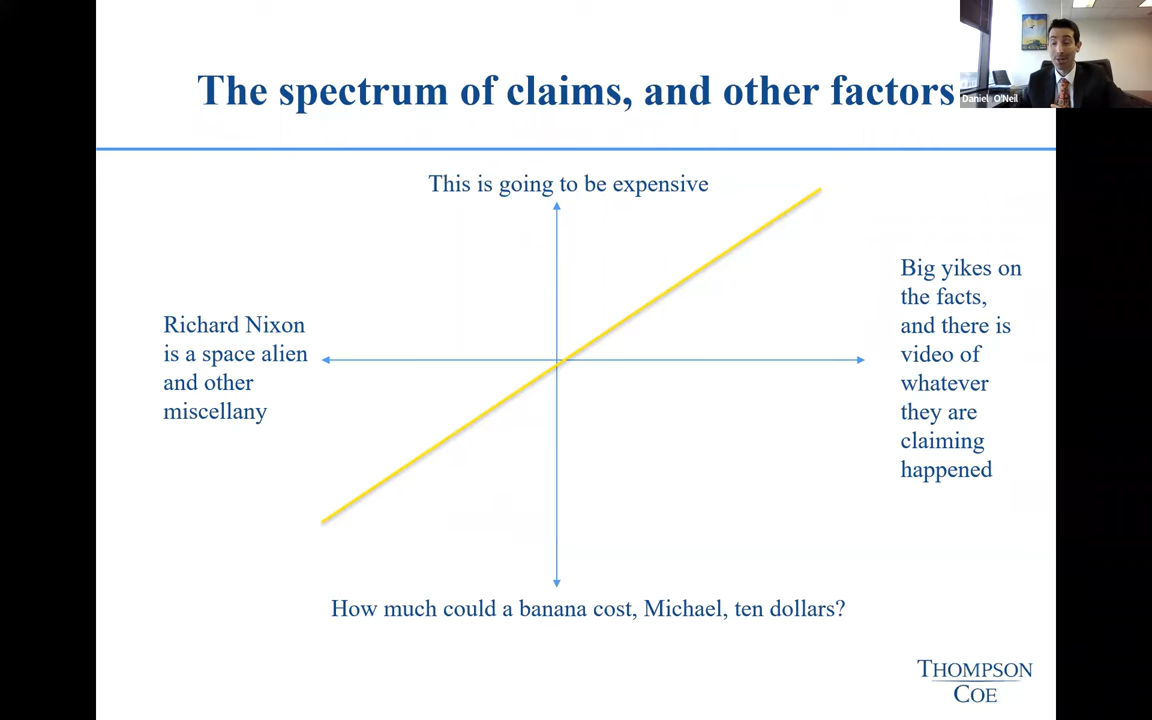 The spectrum of claims, and other factors
Daniel O'Neil
This is going to be expensive
Richard Nixon
is a space alien
and other
miscellany
Big yikes on
the facts,
and there is
video of
whatever
they are
claiming
happened
How much could a banana cost, Michael, ten dollars?
THOMPSON
COE